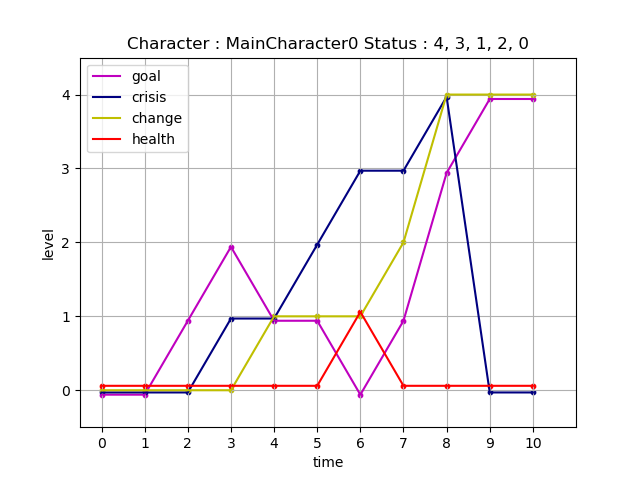 Character : MainCharacter0 Status : 4, 3, 1, 2, 0
goal
crisis
change
health
level
4
3
2
1
0
0 1 2 3 4 5 6 7 8 9 10
time